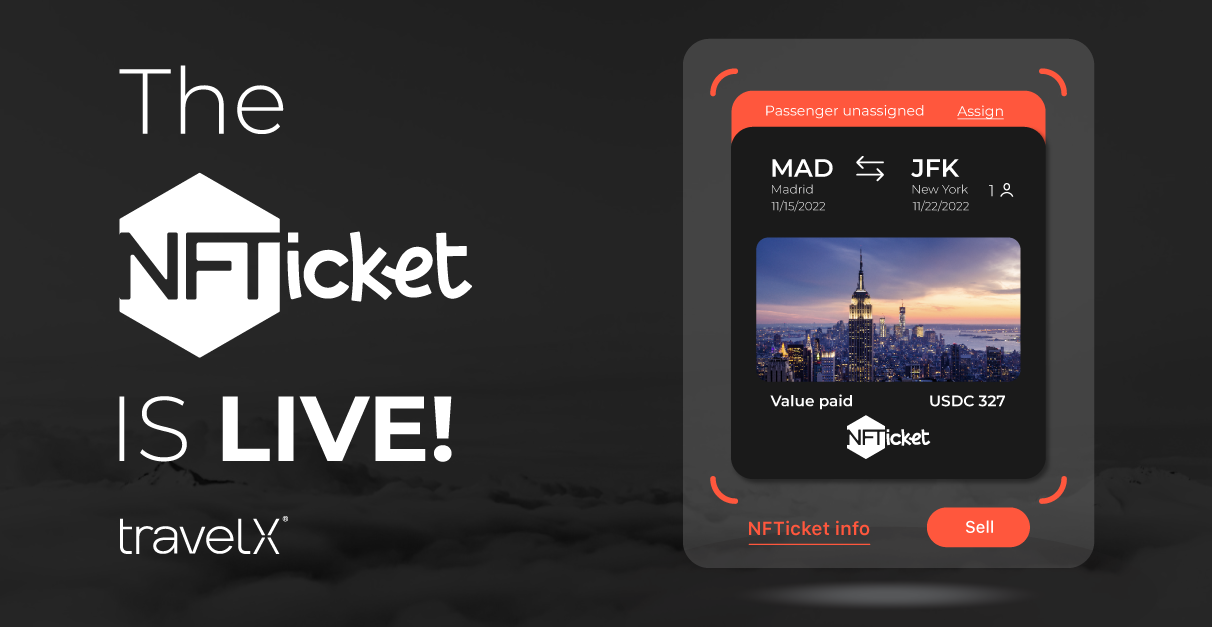 The
NFTicket
IS LIVE!
travelX®
Passenger unassigned Assign
MAD JFK
Madrid New York 1
11/15/2022 11/22/2022
Value paid USDC 327
NFTicket
NFTicket info Sell